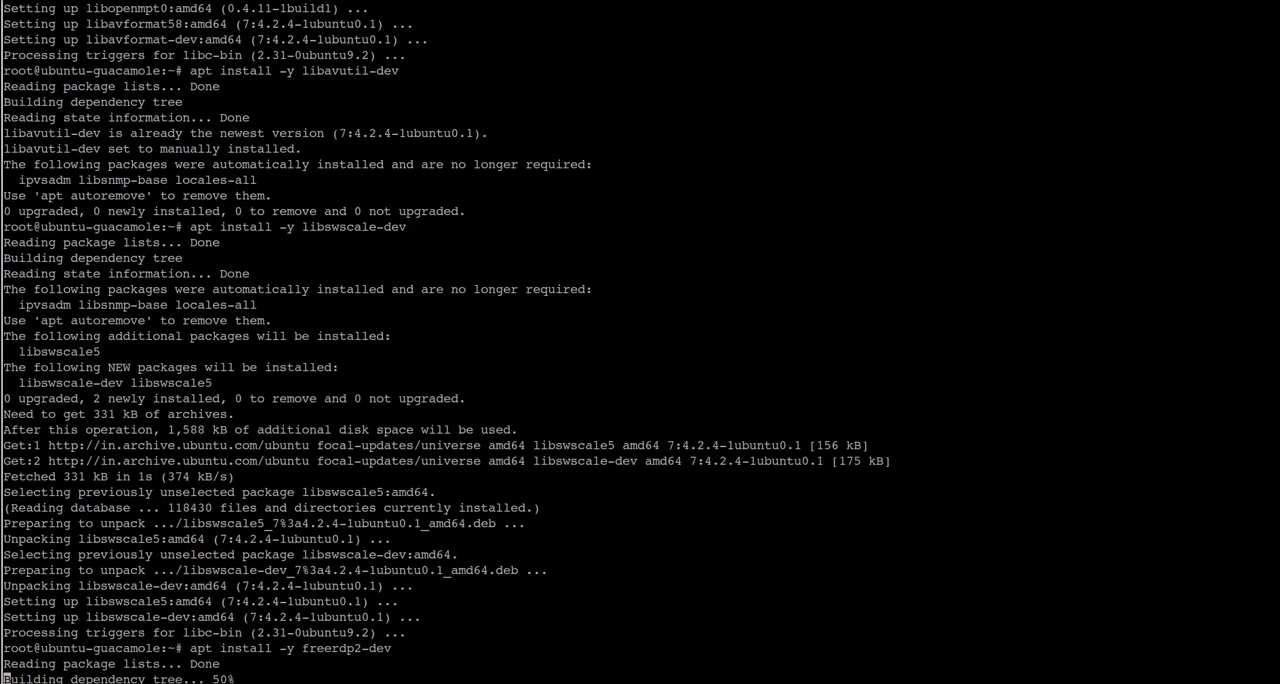 Setting up libopenmpt0:amd64 (0.4.11-1build1) ...
Setting up libavformat58:amd64 (7:4.2.4-1ubuntu0.1) ...
Setting up libavformat-dev:amd64 (7:4.2.4-1ubuntu0.1) ...
Processing triggers for libc-bin (2.31-0ubuntu9.2) ...
root@ubuntu-guacamole:~# apt install -y libavutil-dev
Reading package lists... Done
Building dependency tree
Reading state information... Done
libavutil-dev is already the newest version (7:4.2.4-1ubuntu0.1).
libavutil-dev set to manually installed.
The following packages were automatically installed and are no longer required:
  ipvsadm libsnmp-base locales-all
Use 'apt autoremove' to remove them.
0 upgraded, 0 newly installed, 0 to remove and 0 not upgraded.
root@ubuntu-guacamole:~# apt install -y libswscale-dev
Reading package lists... Done
Building dependency tree
Reading state information... Done
The following packages were automatically installed and are no longer required:
  ipvsadm libsnmp-base locales-all
Use 'apt autoremove' to remove them.
The following additional packages will be installed:
  libswscale5
The following NEW packages will be installed:
  libswscale-dev libswscale5
0 upgraded, 2 newly installed, 0 to remove and 0 not upgraded.
Need to get 331 kB of archives.
After this operation, 1,588 kB of additional disk space will be used.
Get:1 http://in.archive.ubuntu.com/ubuntu focal-updates/universe amd64 libswscale5 amd64 7:4.2.4-1ubuntu0.1 [156 kB]
Get:2 http://in.archive.ubuntu.com/ubuntu focal-updates/universe amd64 libswscale-dev amd64 7:4.2.4-1ubuntu0.1 [175 kB]
Fetched 331 kB in 1s (374 kB/s)
Selecting previously unselected package libswscale5:amd64.
(Reading database ... 118430 files and directories currently installed.)
Preparing to unpack .../libswscale5_7%3a4.2.4-1ubuntu0.1_amd64.deb ...
Unpacking libswscale5:amd64 (7:4.2.4-1ubuntu0.1) ...
Selecting previously unselected package libswscale-dev:amd64.
Preparing to unpack .../libswscale-dev_7%3a4.2.4-1ubuntu0.1_amd64.deb ...
Unpacking libswscale-dev:amd64 (7:4.2.4-1ubuntu0.1) ...
Setting up libswscale5:amd64 (7:4.2.4-1ubuntu0.1) ...
Setting up libswscale-dev:amd64 (7:4.2.4-1ubuntu0.1) ...
Processing triggers for libc-bin (2.31-0ubuntu9.2) ...
root@ubuntu-guacamole:~# apt install -y freerdp2-dev
Reading package lists... Done
Building dependency tree... 50%